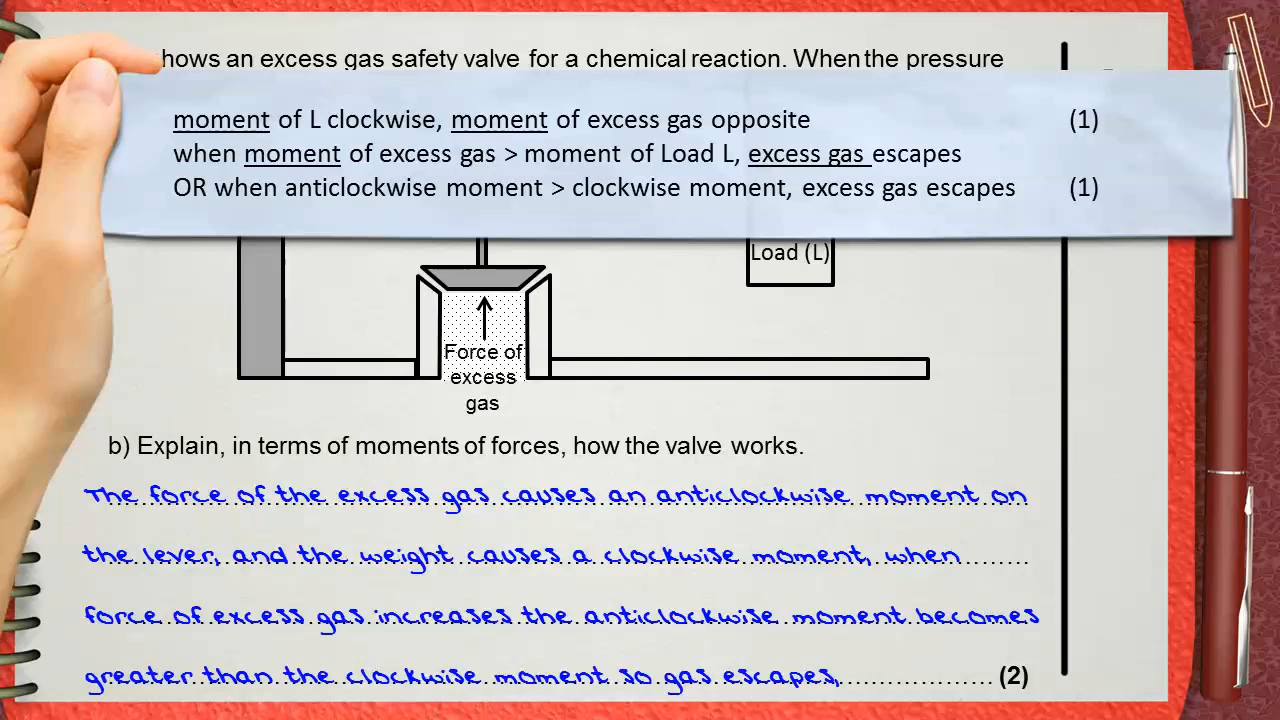 hows an excess gas safety valve for a chemical reaction. When the pressure
moment of L clockwise, moment of excess gas opposite (1)
when moment of excess gas > moment of Load L, excess gas escapes
OR when anticlockwise moment > clockwise moment, excess gas escapes (1)
Load (L)
Force of
excess
gas
b) Explain, in terms of moments of forces, how the valve works.
The force of the excess gas causes an anticlockwise moment on
the lever, and the weight causes a clockwise moment, when
force of excess gas increases the anticlockwise moment becomes
greater than the clockwise moment so gas escapes, (2)